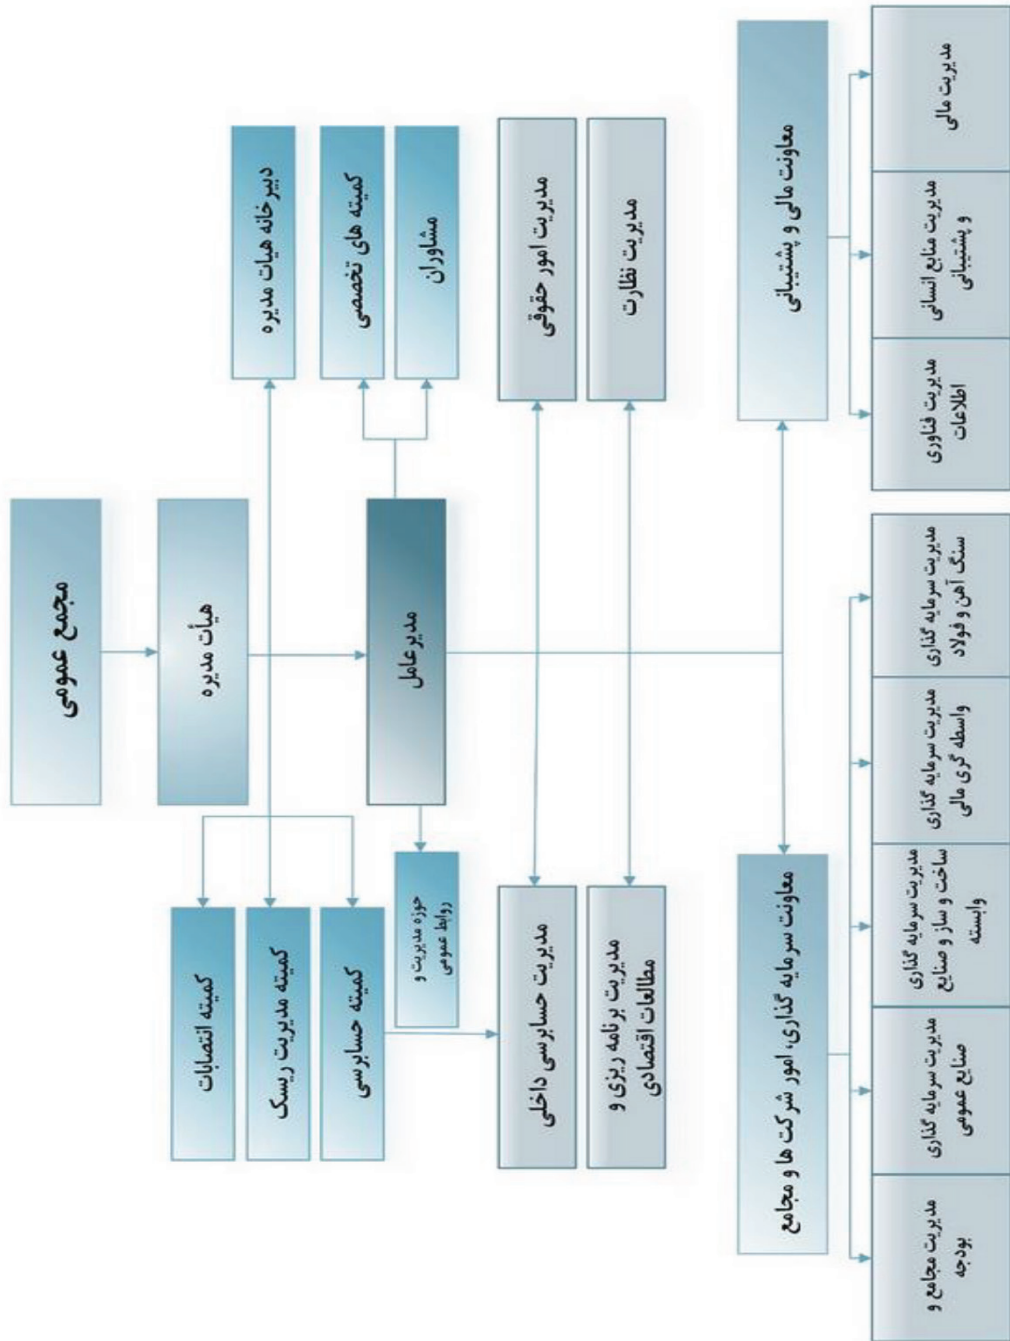 مجمع عمومی
هیأت مدیره
دبیرخانه هیات مدیره
کمیته انتصابات
کمیته مدیریت ریسک
کمیته حسابرسی
مدیرعامل
کمیته های تخصصی
مشاوران
حوزه مدیریت و
روابط عمومی
مدیریت امور حقوقی
مدیریت حسابرسی داخلی
مدیریت نظارت
مدیریت برنامه ریزی و
مطالعات اقتصادی
معاونت مالی و پشتیبانی
معاونت سرمایه گذاری، امور شرکت ها و مجامع
مدیریت مالی
مدیریت منابع انسانی
و پشتیبانی
مدیریت فناوری
اطلاعات
مدیریت سرمایه گذاری
سنگ آهن و فولاد
مدیریت سرمایه گذاری
واسطه گری مالی
مدیریت سرمایه گذاری
ساخت و ساز و صنایع
وابسته
مدیریت سرمایه گذاری
صنایع عمومی
مدیریت مجامع و
بودجه